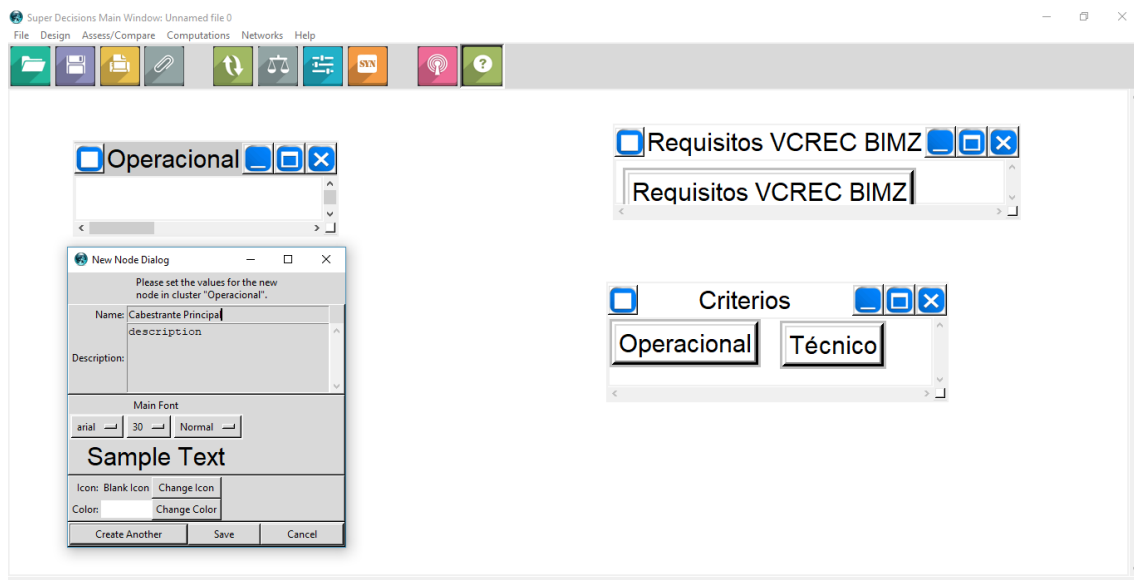 Super Decisions Main Window: Unnamed file 0
File Design Assess/Compare Computations Networks Help
SYN
?
Operacional
Requisitos VCREC BIMZ
Requisitos VCREC BIMZ
New Node Dialog
Please set the values for the new
node in cluster "Operacional".
Name: Cabestrante Principal
description
Description:
Main Font
arial 30 Normal
Sample Text
Icon: Blank Icon Change Icon
Color: Change Color
Create Another Save Cancel
Criterios
Operacional Técnico